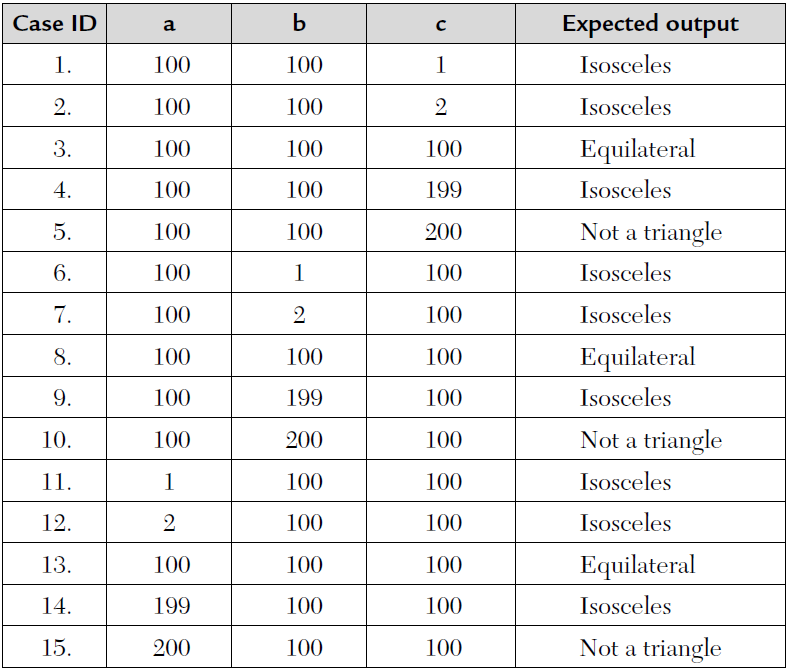 Case ID a b c Expected output
1. 100 100 1 Isosceles
2. 100 100 2 Isosceles
3. 100 100 100 Equilateral
4. 100 100 199 Isosceles
5. 100 100 200 Not a triangle
6. 100 1 100 Isosceles
7. 100 2 100 Isosceles
8. 100 100 100 Equilateral
9. 100 199 100 Isosceles
10. 100 200 100 Not a triangle
11. 1 100 100 Isosceles
12. 2 100 100 Isosceles
13. 100 100 100 Equilateral
14. 199 100 100 Isosceles
15. 200 100 100 Not a triangle